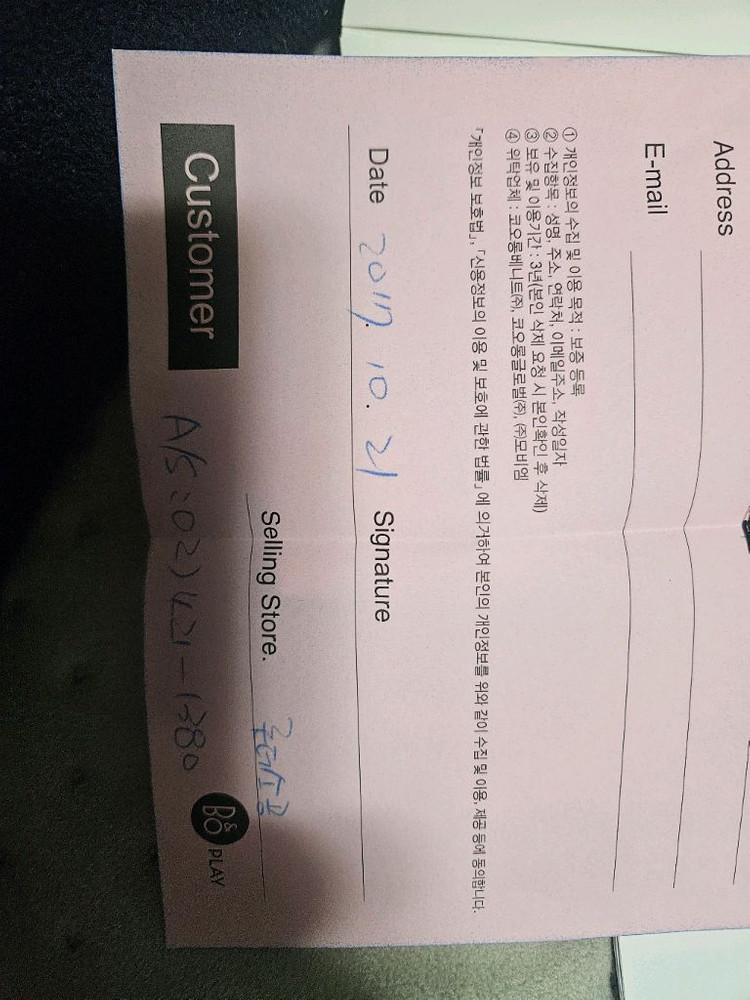 Address
E-mail
① 개인정보의 수집 및 이용 목적 : 보증 등록
② 수집항목 : 성명, 주소, 연락처, 이메일주소, 작성일자
③ 보유 및 이용기간 : 3년(본인 삭제 요청 시 본인확인 후 삭제)
④ 위탁업체 : 코오롱베니트㈜, 코오롱글로벌㈜, ㈜모비엠
「개인정보 보호법」, 「신용정보의 이용 및 보호에 관한 법률」에 의거하여 본인의 개인정보를 위와 같이 수집 및 이용, 제공 등에 동의합니다.
Date 2017. 10. 21 Signature
Selling Store.
Customer
A/S : 02) 421-1380
B&O PLAY